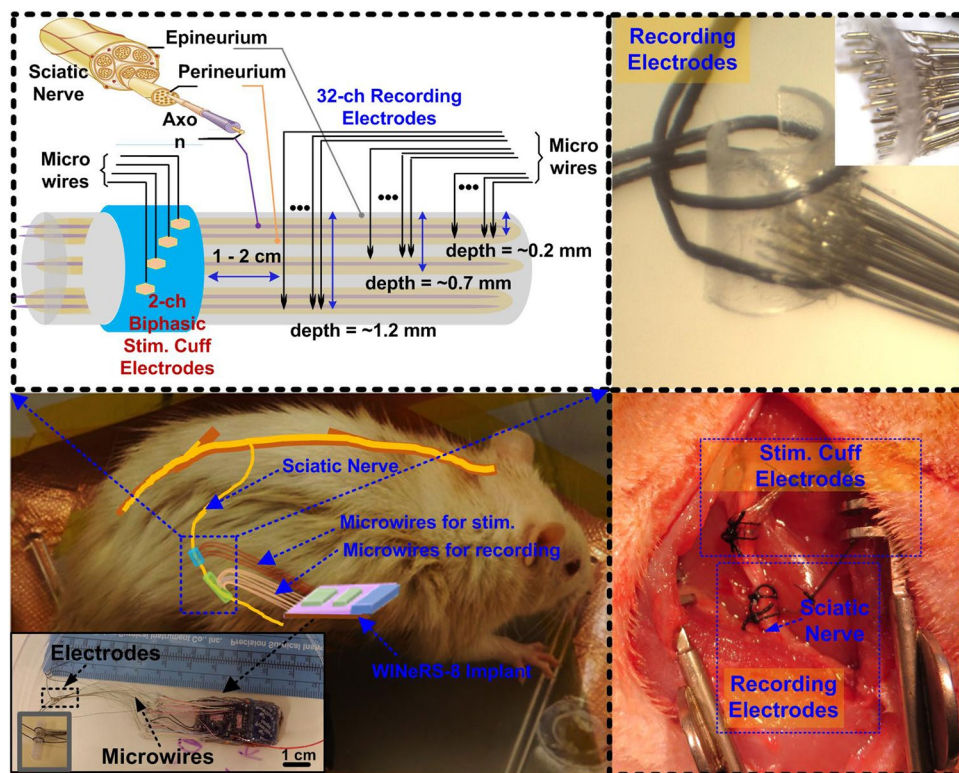 Epineurium
Sciatic
Nerve
Perineurium
Axo
n
32-ch Recording
Electrodes
Micro
wires
Micro
wires
1 - 2 cm
depth = ~0.2 mm
depth = ~0.7 mm
depth = ~1.2 mm
2-ch
Biphasic
Stim. Cuff
Electrodes
Recording
Electrodes
Sciatic Nerve
Microwires for stim.
Microwires for recording
WINeRS-8 Implant
Precision Surgical Inst
Electrodes
Microwires
1 cm
Stim. Cuff
Electrodes
Sciatic
Nerve
Recording
Electrodes